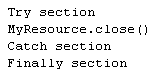 Try section
MyResource.close()
Catch section
Finally section